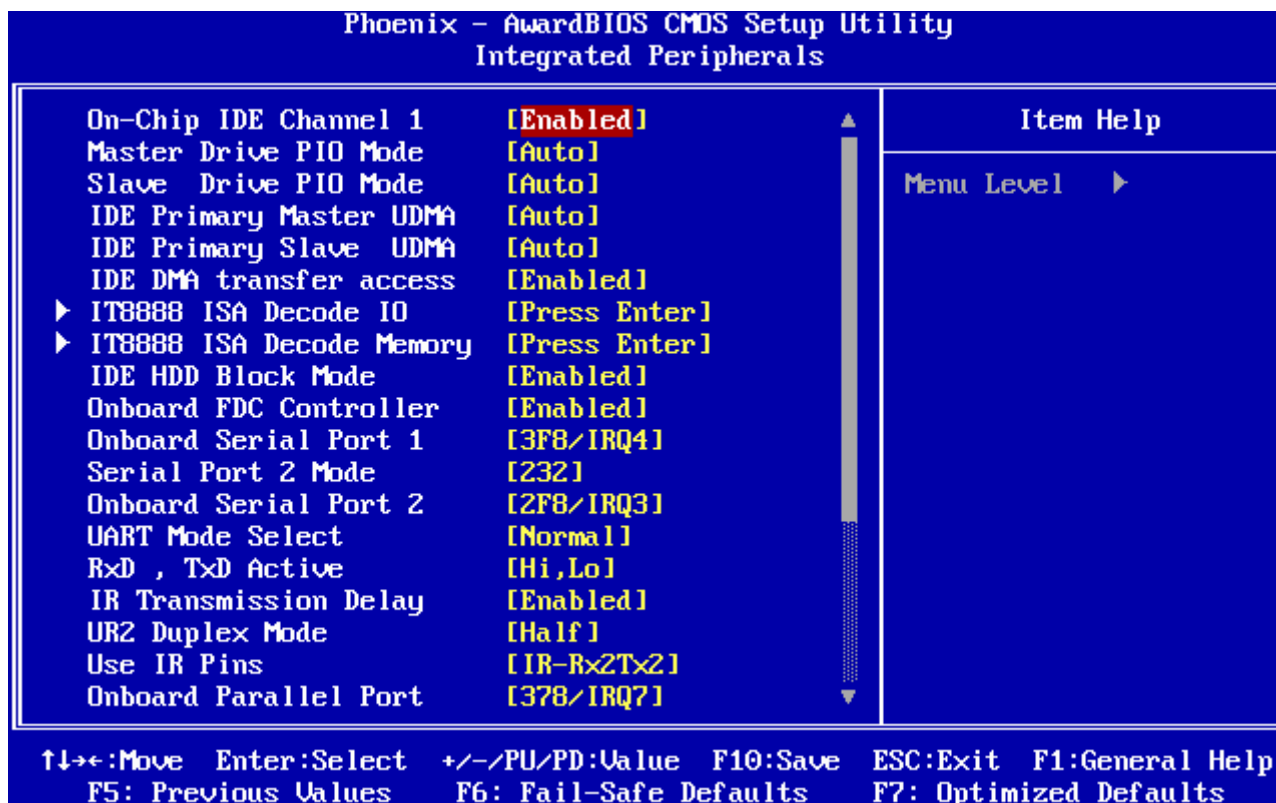 Phoenix - AwardBIOS CMOS Setup Utility
Integrated Peripherals
On-Chip IDE Channel 1 [Enabled]
Master Drive PIO Mode [Auto]
Slave Drive PIO Mode [Auto]
IDE Primary Master UDMA [Auto]
IDE Primary Slave UDMA [Auto]
IDE DMA transfer access [Enabled]
IT8888 ISA Decode IO [Press Enter]
IT8888 ISA Decode Memory [Press Enter]
IDE HDD Block Mode [Enabled]
Onboard FDC Controller [Enabled]
Onboard Serial Port 1 [3F8/IRQ4]
Serial Port 2 Mode [232]
Onboard Serial Port 2 [2F8/IRQ3]
UART Mode Select [Normal]
RxD , TxD Active [Hi,Lo]
IR Transmission Delay [Enabled]
UR2 Duplex Mode [Half]
Use IR Pins [IR-Rx2Tx2]
Onboard Parallel Port [378/IRQ7]
Item Help
Menu Level
↑↓→←:Move Enter:Select +/-/PU/PD:Value F10:Save ESC:Exit F1:General Help
F5: Previous Values F6: Fail-Safe Defaults F7: Optimized Defaults